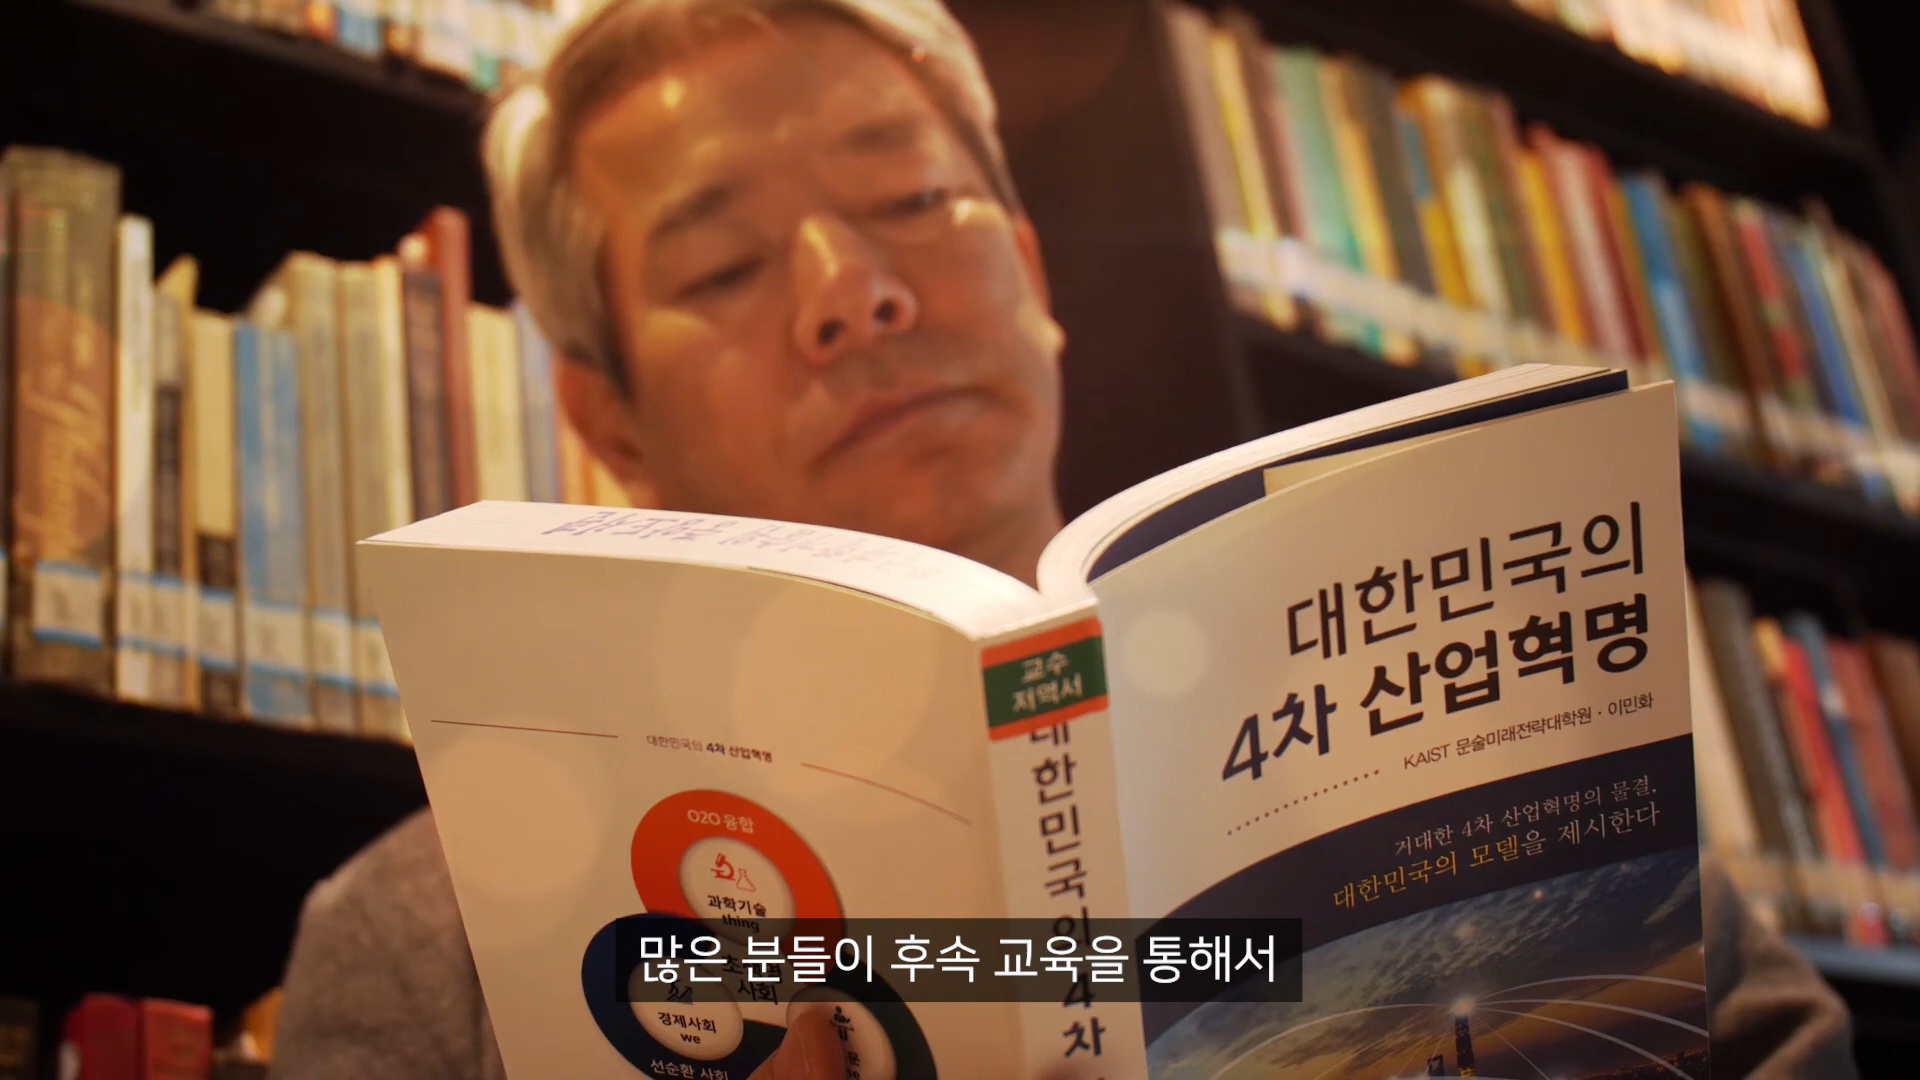 대한민국의
4차 산업혁명
KAIST 문술미래전략대학원 · 이민화
거대한 4차 산업혁명의 물결,
대한민국의 모델을 제시한다
교수
저역서
대한민국의 4차
대한민국의 4차 산업혁명
O2O 융합
과학기술
thing
사회
경제사회
we
선순환 사회
많은 분들이 후속 교육을 통해서